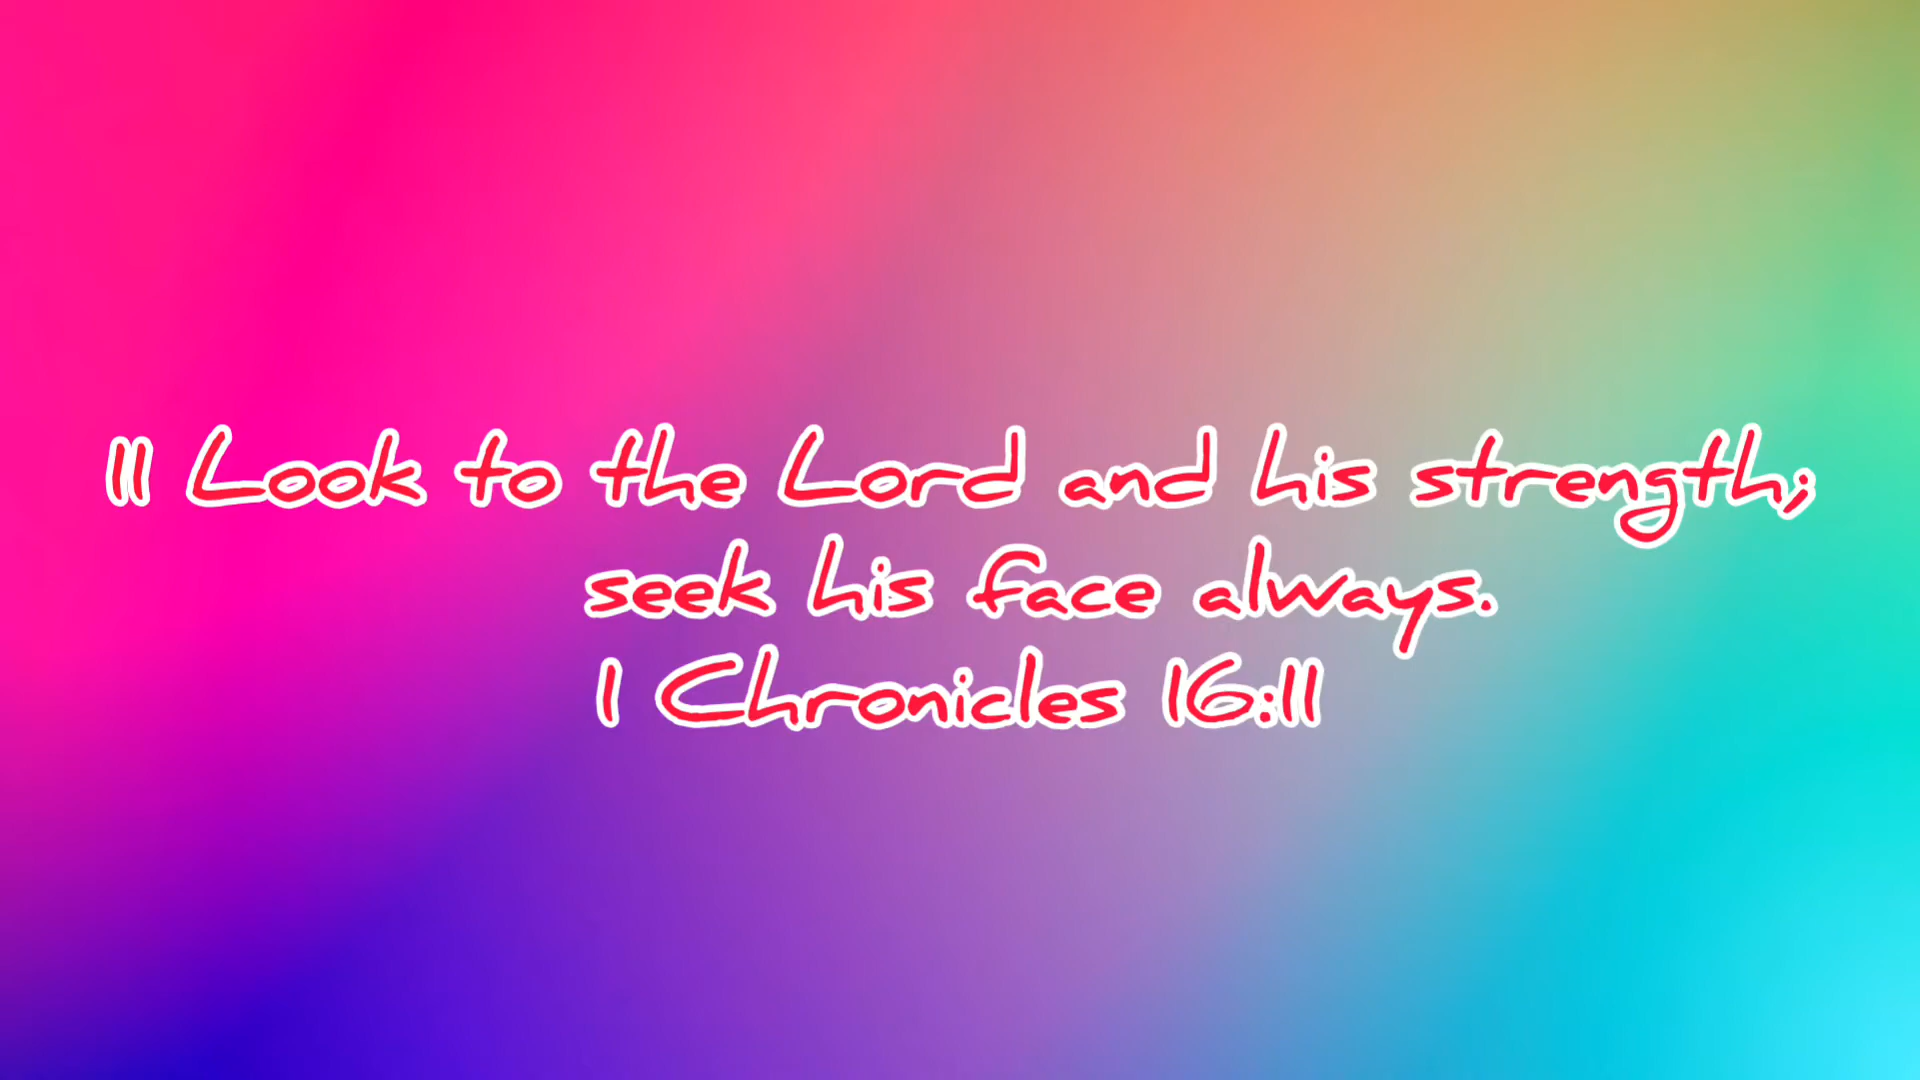 11 Look to the Lord and his strength;
seek his face always.
1 Chronicles 16:11